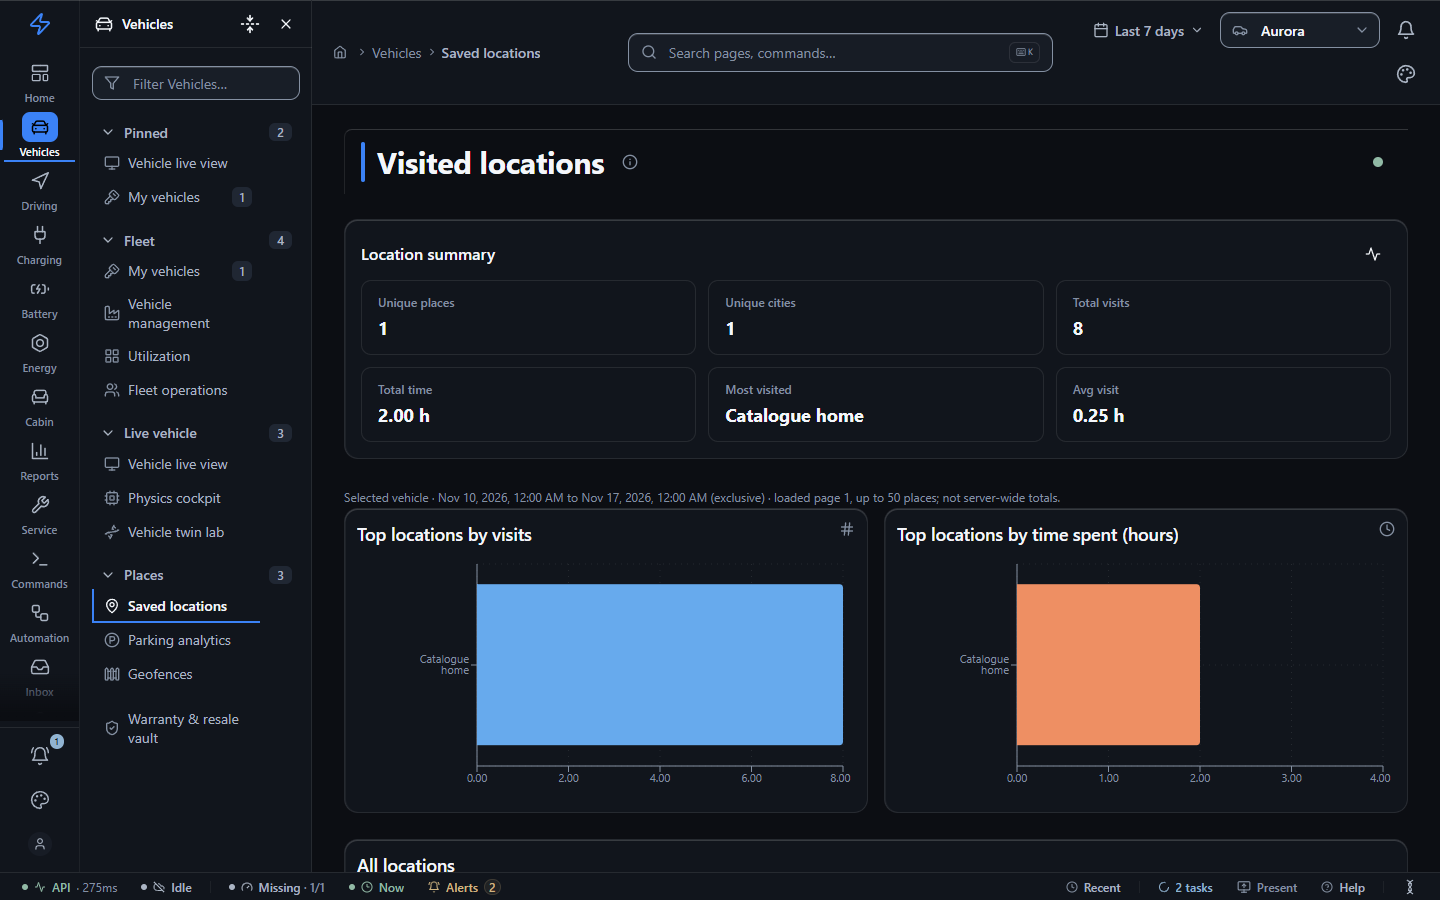 Home
Vehicles
Driving
Charging
Battery
Energy
Cabin
Reports
Service
Commands
Automation
Inbox
1
Vehicles
Filter Vehicles...
Pinned 2
Vehicle live view
My vehicles 1
Fleet 4
My vehicles 1
Vehicle
management
Utilization
Fleet operations
Live vehicle 3
Vehicle live view
Physics cockpit
Vehicle twin lab
Places 3
Saved locations
Parking analytics
Geofences
Warranty & resale
vault
Vehicles Saved locations
Search pages, commands... K
Last 7 days
Aurora
Visited locations
Location summary
Unique places
1
Unique cities
1
Total visits
8
Total time
2.00 h
Most visited
Catalogue home
Avg visit
0.25 h
Selected vehicle · Nov 10, 2026, 12:00 AM to Nov 17, 2026, 12:00 AM (exclusive) · loaded page 1, up to 50 places; not server-wide totals.
Top locations by visits
Catalogue
home
0.00 2.00 4.00 6.00 8.00
Top locations by time spent (hours)
Catalogue
home
0.00 1.00 2.00 3.00 4.00
All locations
API · 275ms Idle Missing · 1/1 Now Alerts 2 Recent 2 tasks Present Help